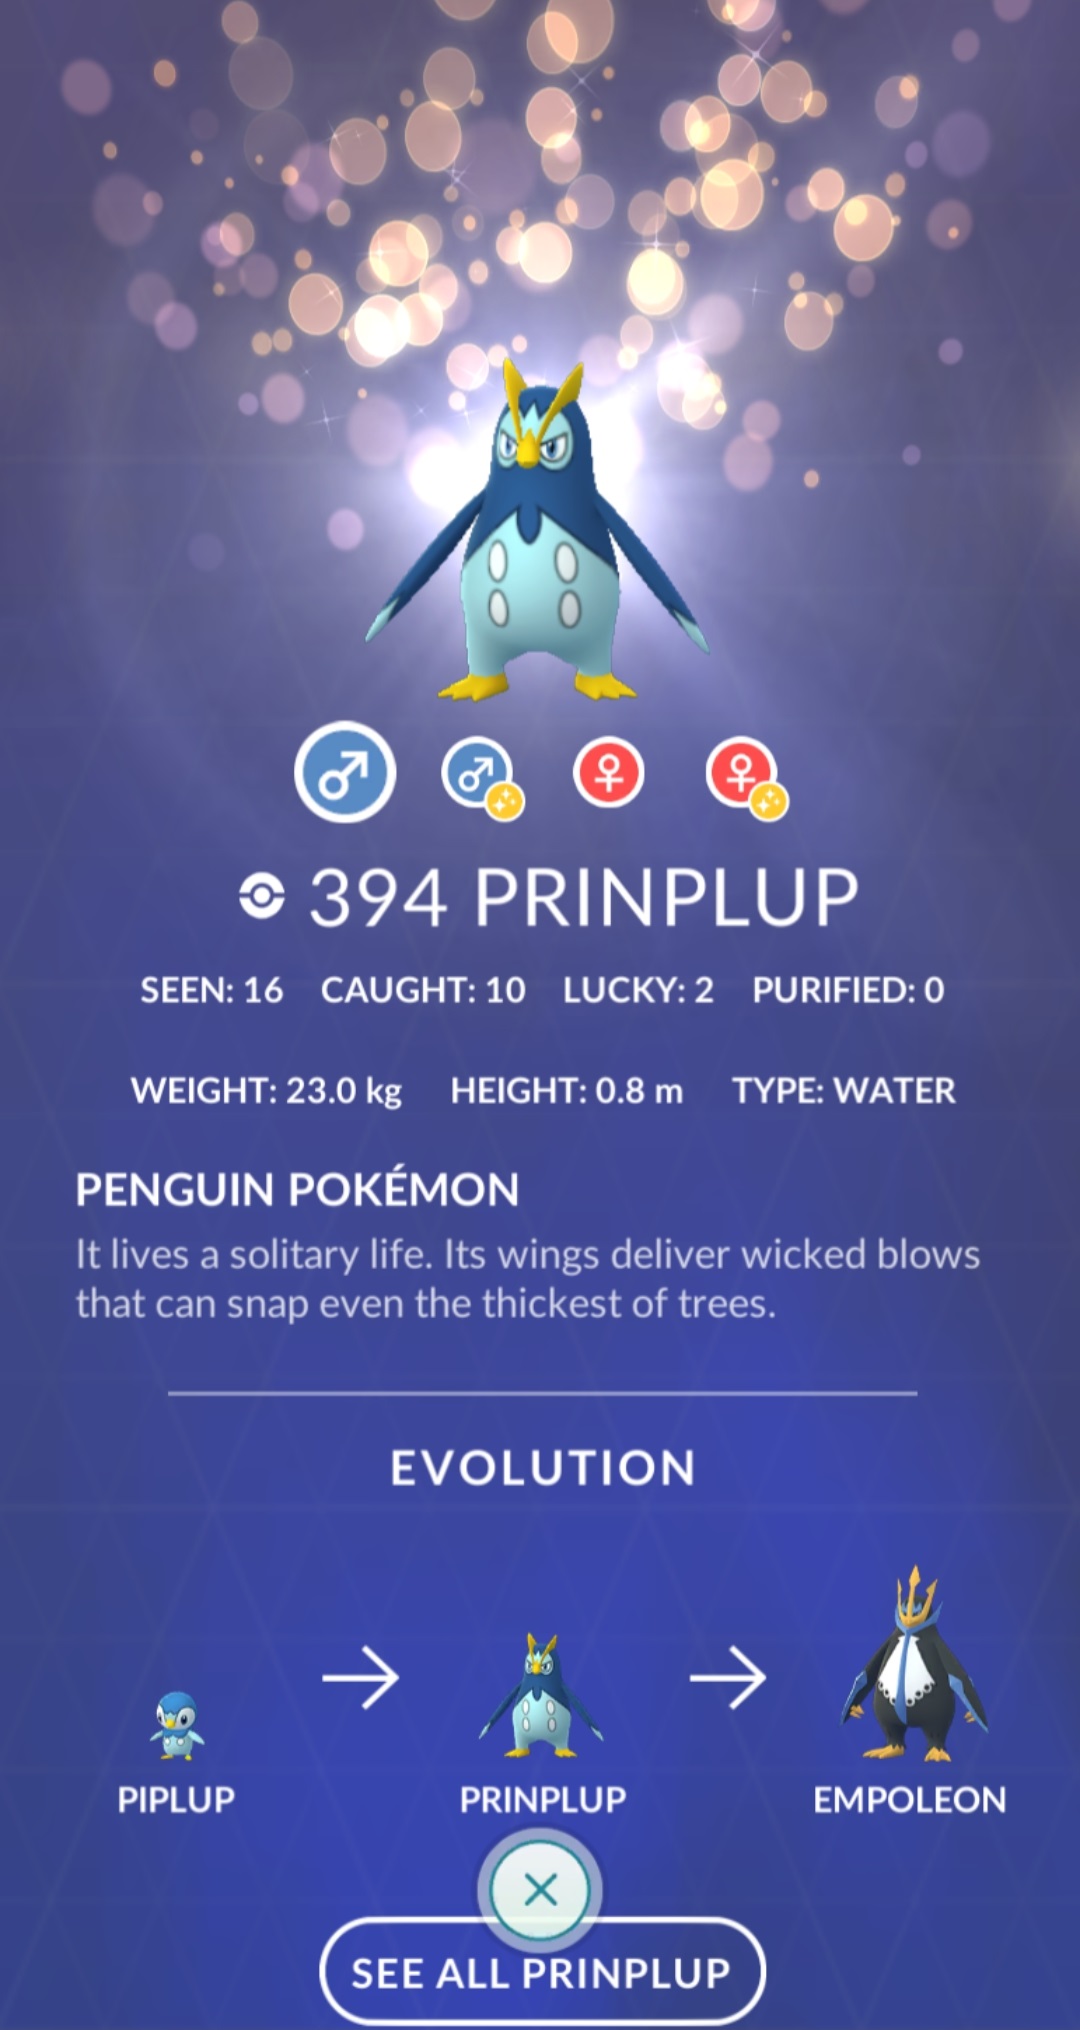 394 PRINPLUP
SEEN: 16 CAUGHT: 10 LUCKY: 2 PURIFIED: 0
WEIGHT: 23.0 kg HEIGHT: 0.8 m TYPE: WATER
PENGUIN POKÉMON
It lives a solitary life. Its wings deliver wicked blows
that can snap even the thickest of trees.
EVOLUTION
PIPLUP PRINPLUP EMPOLEON
SEE ALL PRINPLUP